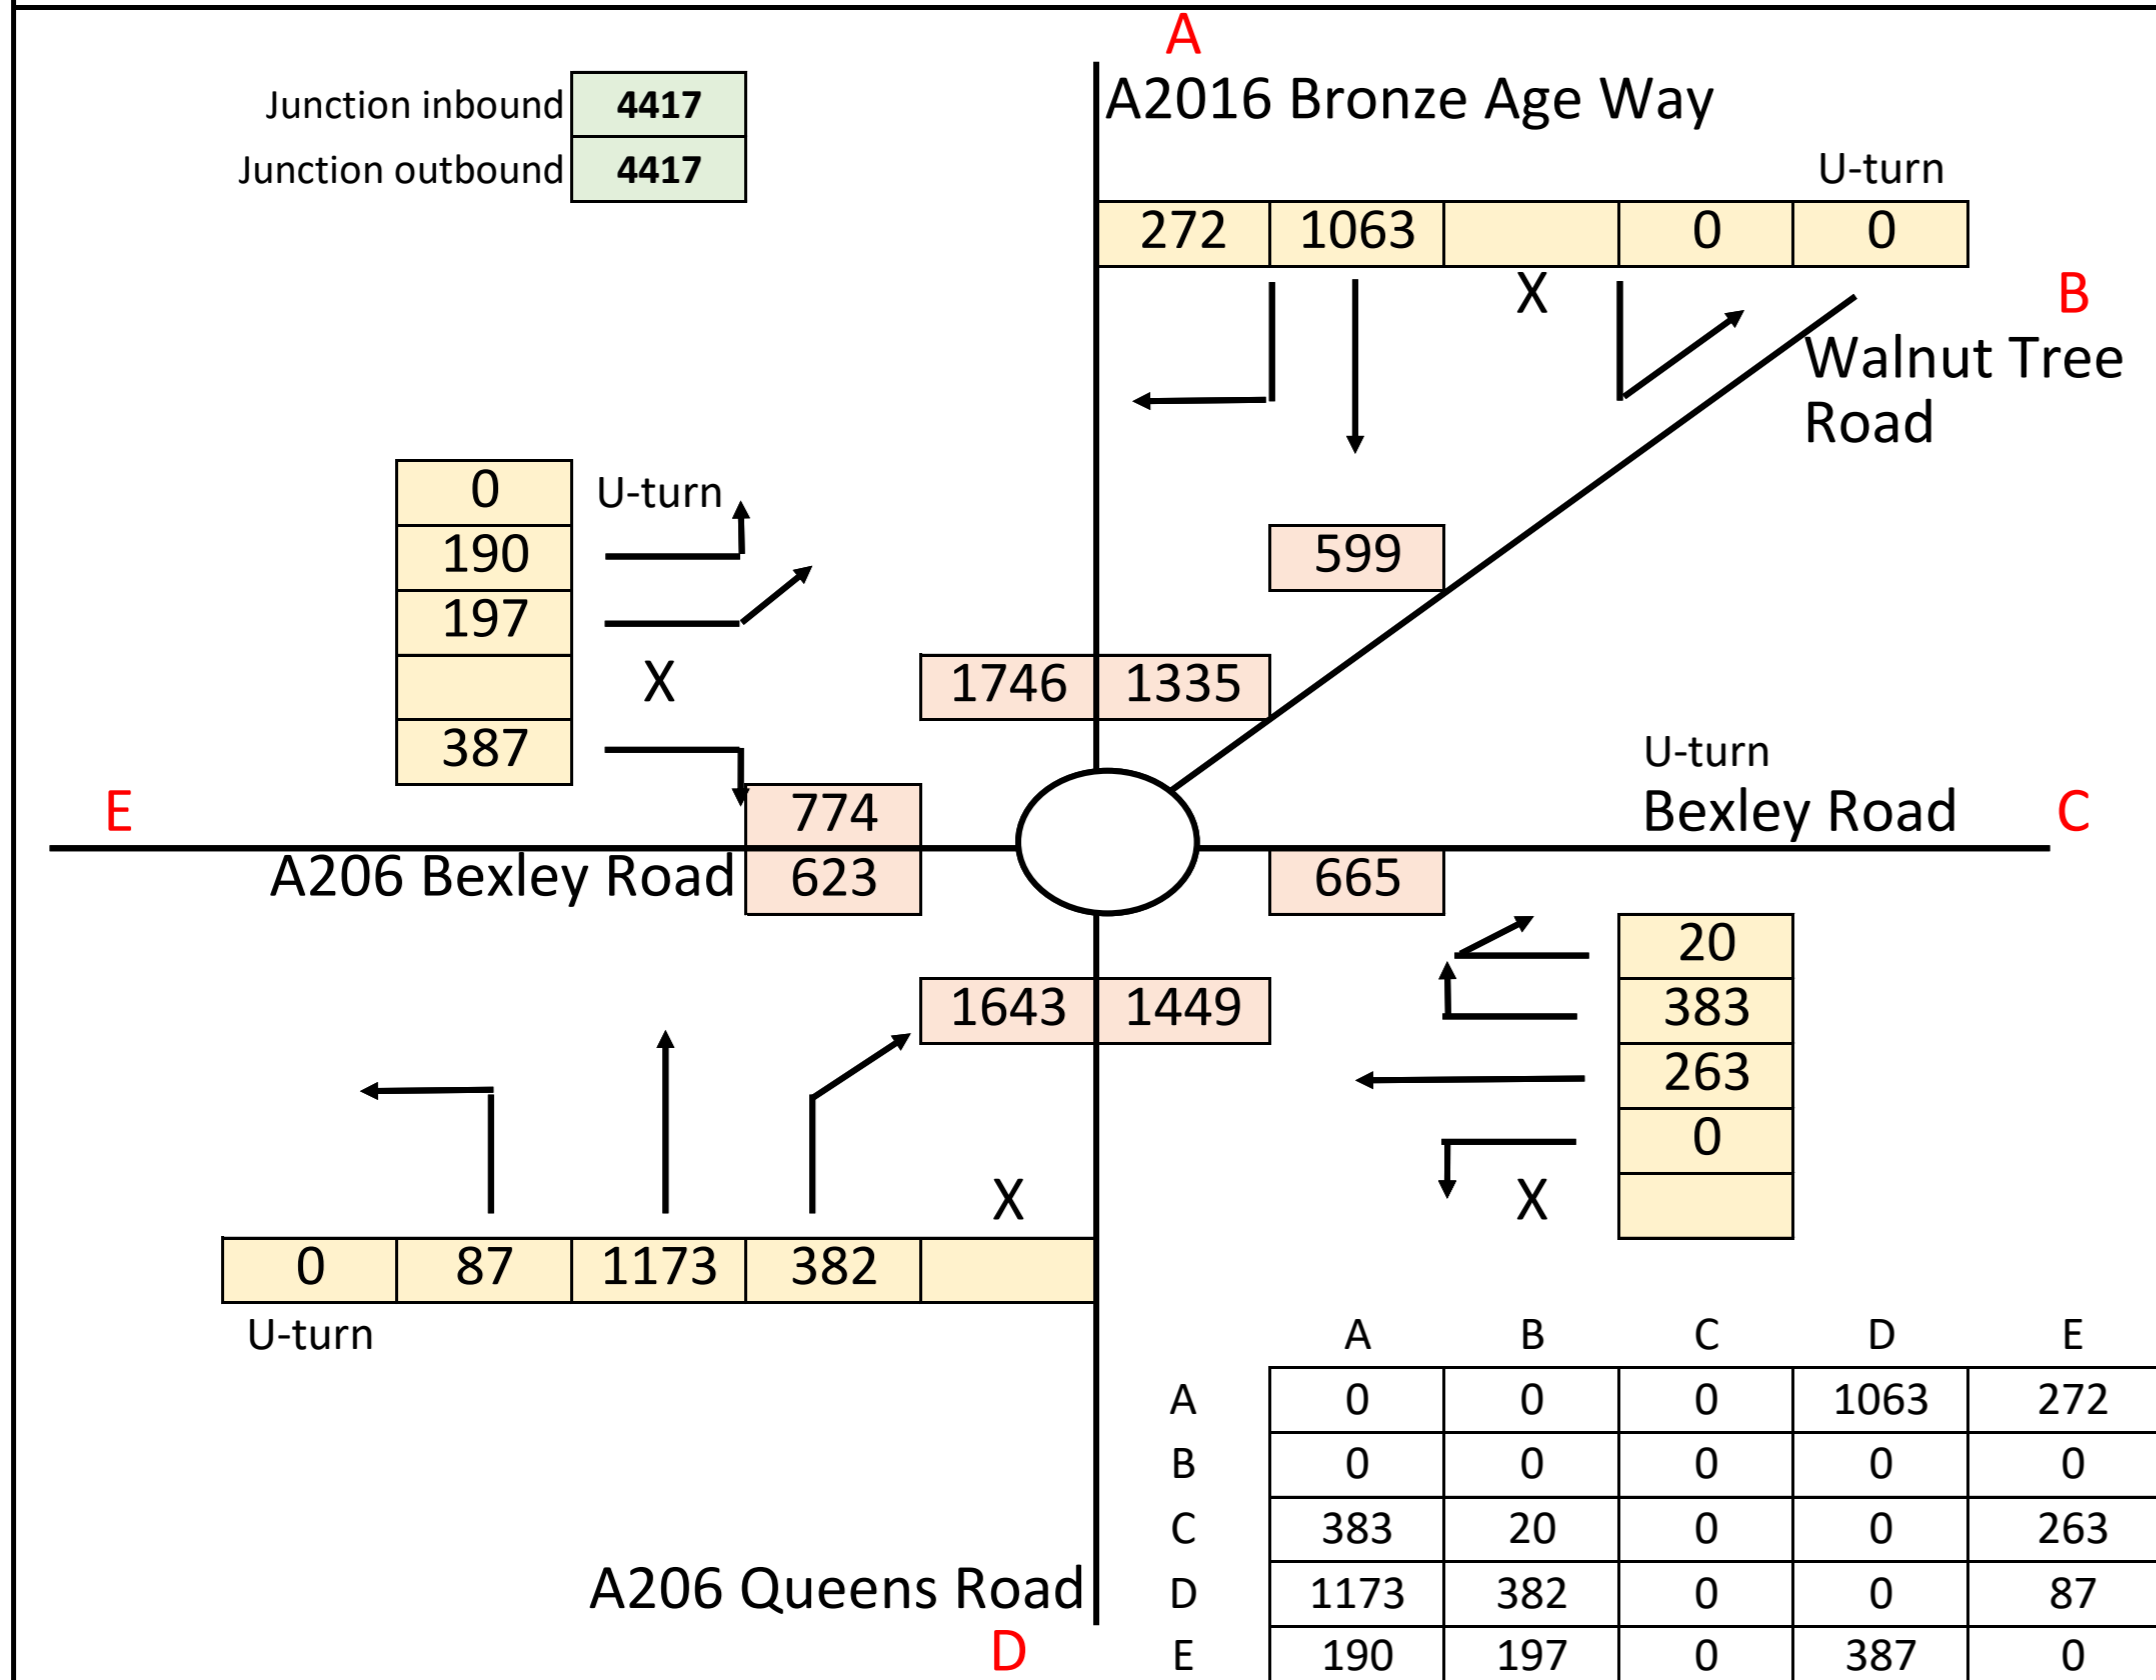 A
Junction inbound 4417
A2016 Bronze Age Way
Junction outbound 4417
U-turn
272 1063 0 0
X
B
Walnut Tree
Road
0 U-turn
190
599
197
X
1746 1335
387
U-turn
E
774
Bexley Road C
A206 Bexley Road 623
665
20
1643 1449
383
263
0
X
X
0 87 1173 382
U-turn
A B C D E
A 0 0 0 1063 272
B 0 0 0 0 0
C 383 20 0 0 263
A206 Queens Road
D 1173 382 0 0 87
D
E 190 197 0 387 0